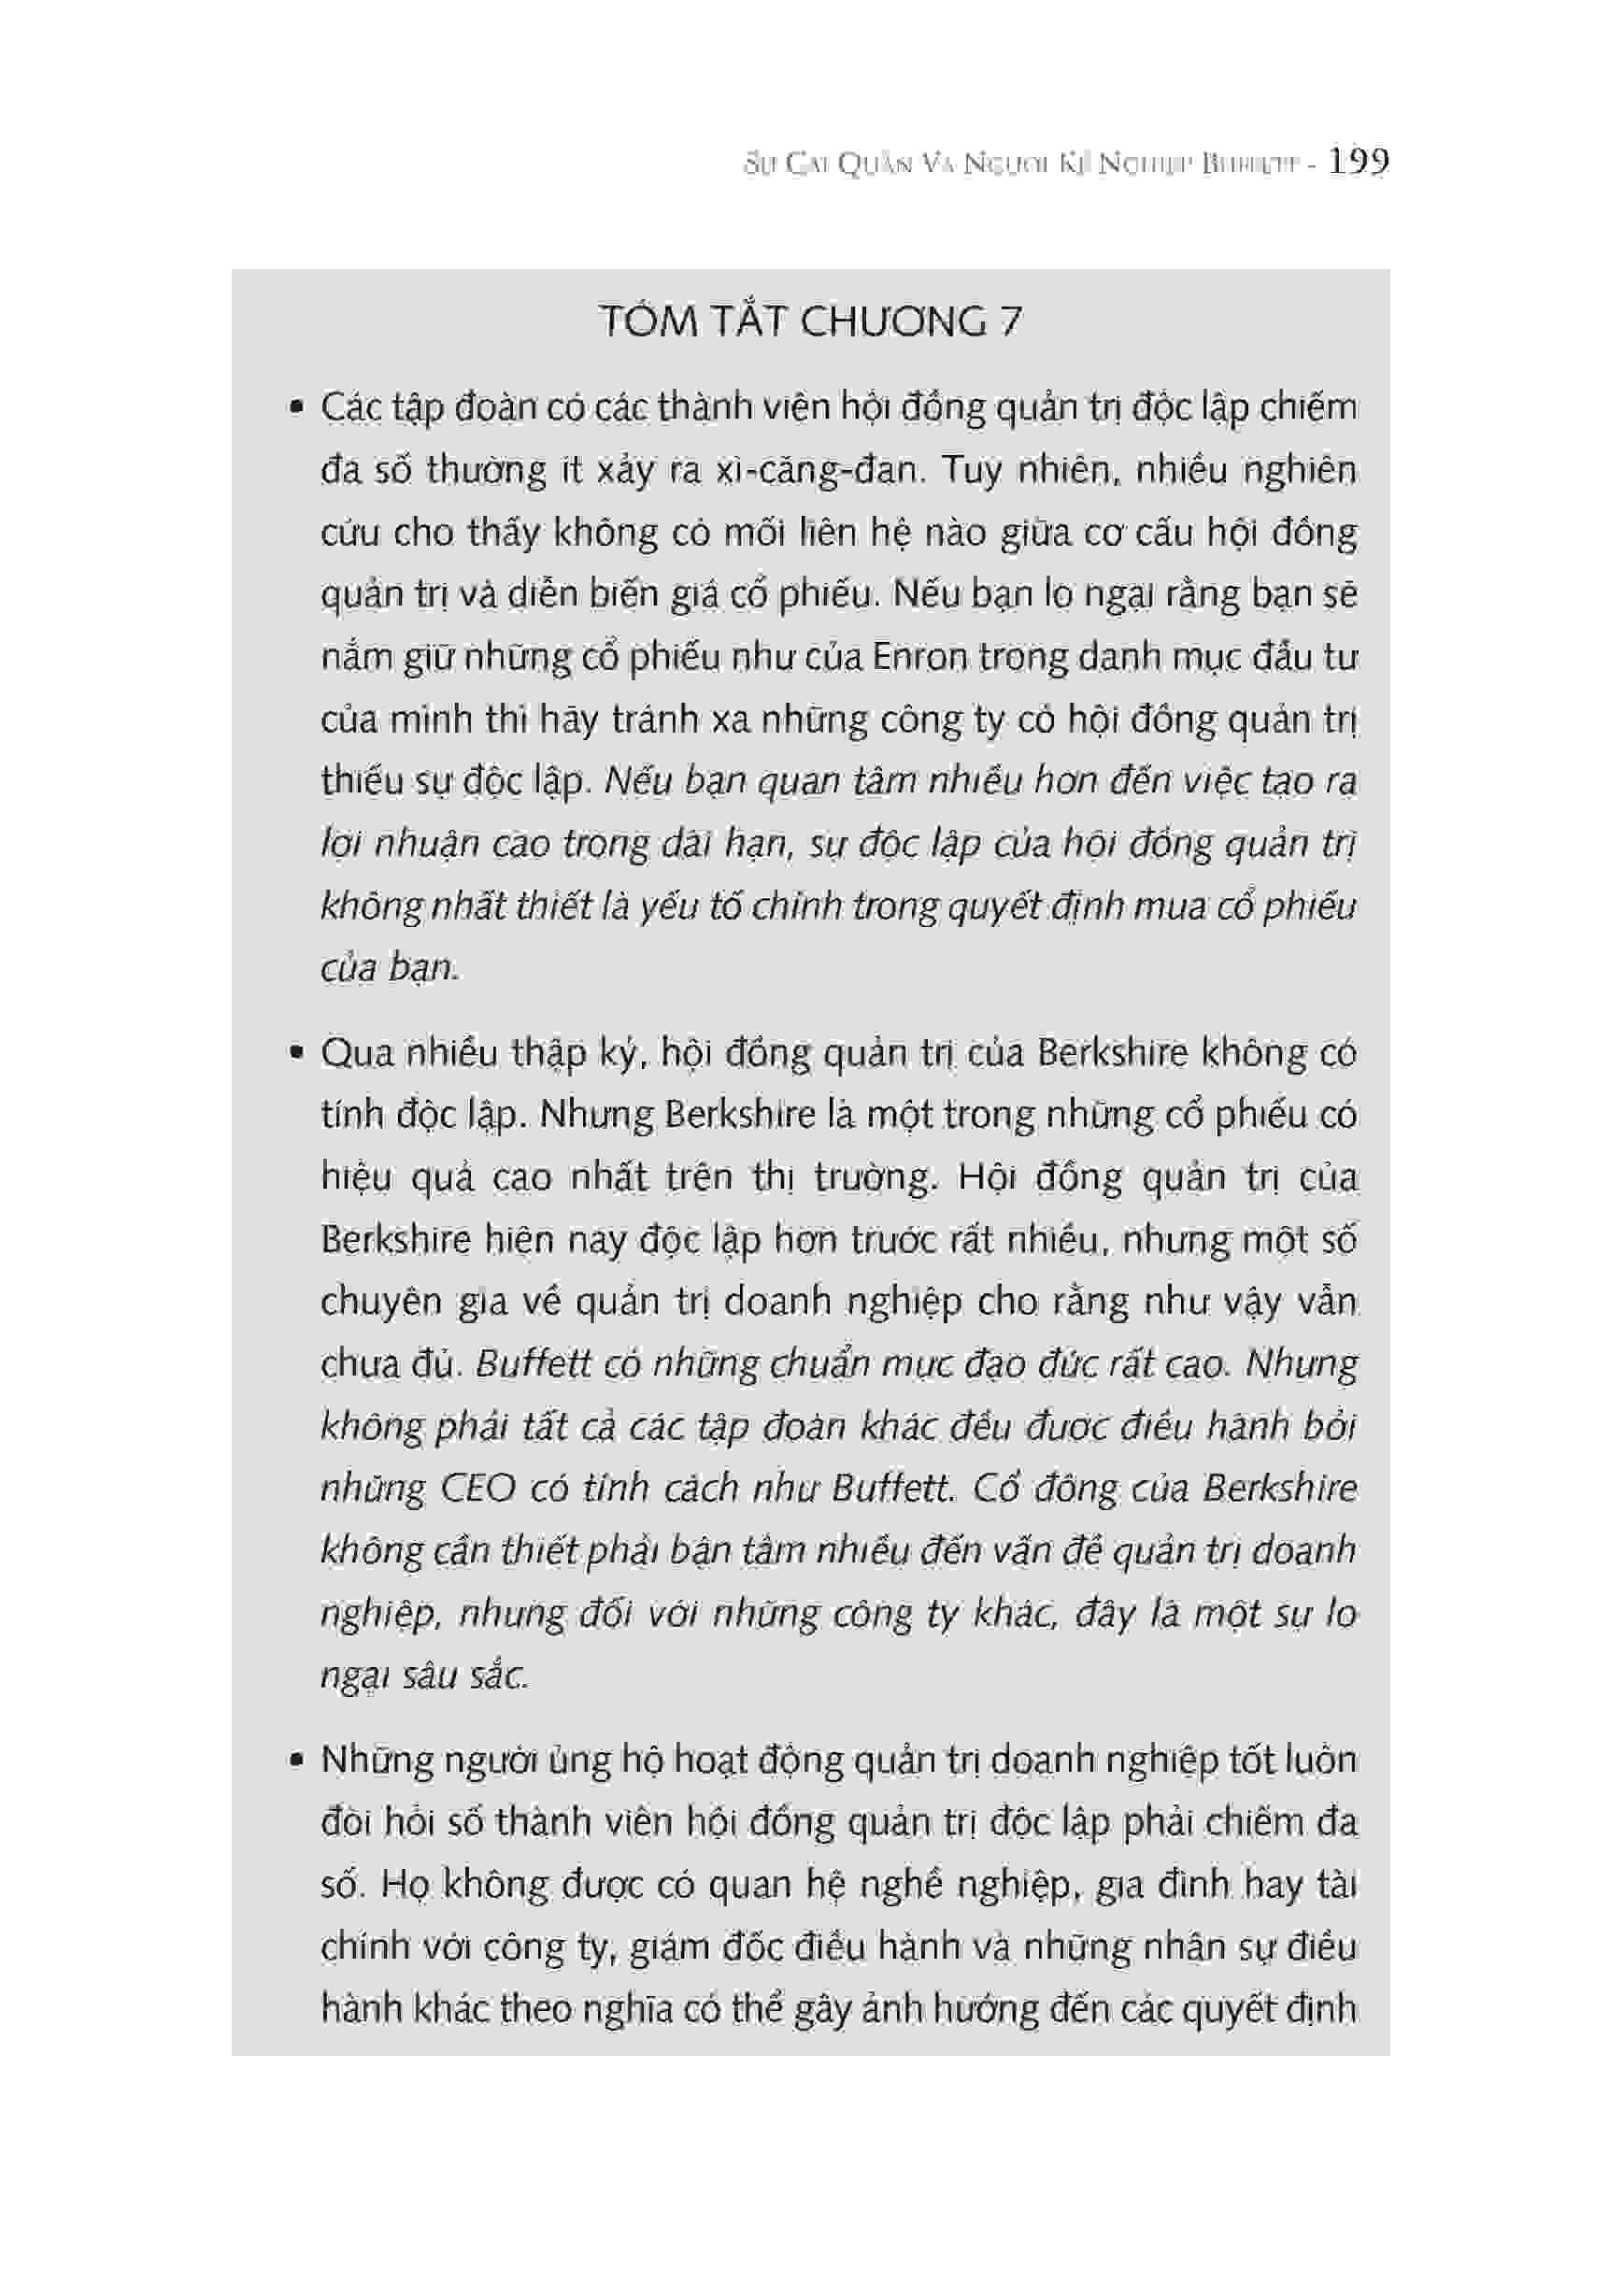 Sự Cai Quản Và Người Kế Nghiệp Buffett - 199
TÓM TẮT CHƯƠNG 7
• Các tập đoàn có các thành viên hội đồng quản trị độc lập chiếm
đa số thường ít xảy ra xì-căng-đan. Tuy nhiên, nhiều nghiên
cứu cho thấy không có mối liên hệ nào giữa cơ cấu hội đồng
quản trị và diễn biến giá cổ phiếu. Nếu bạn lo ngại rằng bạn sẽ
nắm giữ những cổ phiếu như của Enron trong danh mục đầu tư
của mình thì hãy tránh xa những công ty có hội đồng quản trị
thiếu sự độc lập. Nếu bạn quan tâm nhiều hơn đến việc tạo ra
lợi nhuận cao trong dài hạn, sự độc lập của hội đồng quản trị
không nhất thiết là yếu tố chính trong quyết định mua cổ phiếu
của bạn.
• Qua nhiều thập kỷ, hội đồng quản trị của Berkshire không có
tính độc lập. Nhưng Berkshire là một trong những cổ phiếu có
hiệu quả cao nhất trên thị trường. Hội đồng quản trị của
Berkshire hiện nay độc lập hơn trước rất nhiều, nhưng một số
chuyên gia về quản trị doanh nghiệp cho rằng như vậy vẫn
chưa đủ. Buffett có những chuẩn mực đạo đức rất cao. Nhưng
không phải tất cả các tập đoàn khác đều được điều hành bởi
những CEO có tính cách như Buffett. Cổ đông của Berkshire
không cần thiết phải bận tâm nhiều đến vấn đề quản trị doanh
nghiệp, nhưng đối với những công ty khác, đây là một sự lo
ngại sâu sắc.
• Những người ủng hộ hoạt động quản trị doanh nghiệp tốt luôn
đòi hỏi số thành viên hội đồng quản trị độc lập phải chiếm đa
số. Họ không được có quan hệ nghề nghiệp, gia đình hay tài
chính với công ty, giám đốc điều hành và những nhân sự điều
hành khác theo nghĩa có thể gây ảnh hưởng đến các quyết định